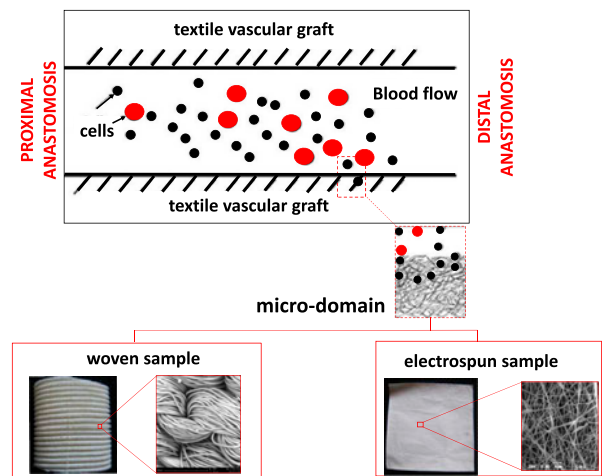 textile vascular graft
PROXIMAL
ANASTOMOSIS
Blood flow
cells
DISTAL
ANASTOMOSIS
textile vascular graft
micro-domain
woven sample
electrospun sample